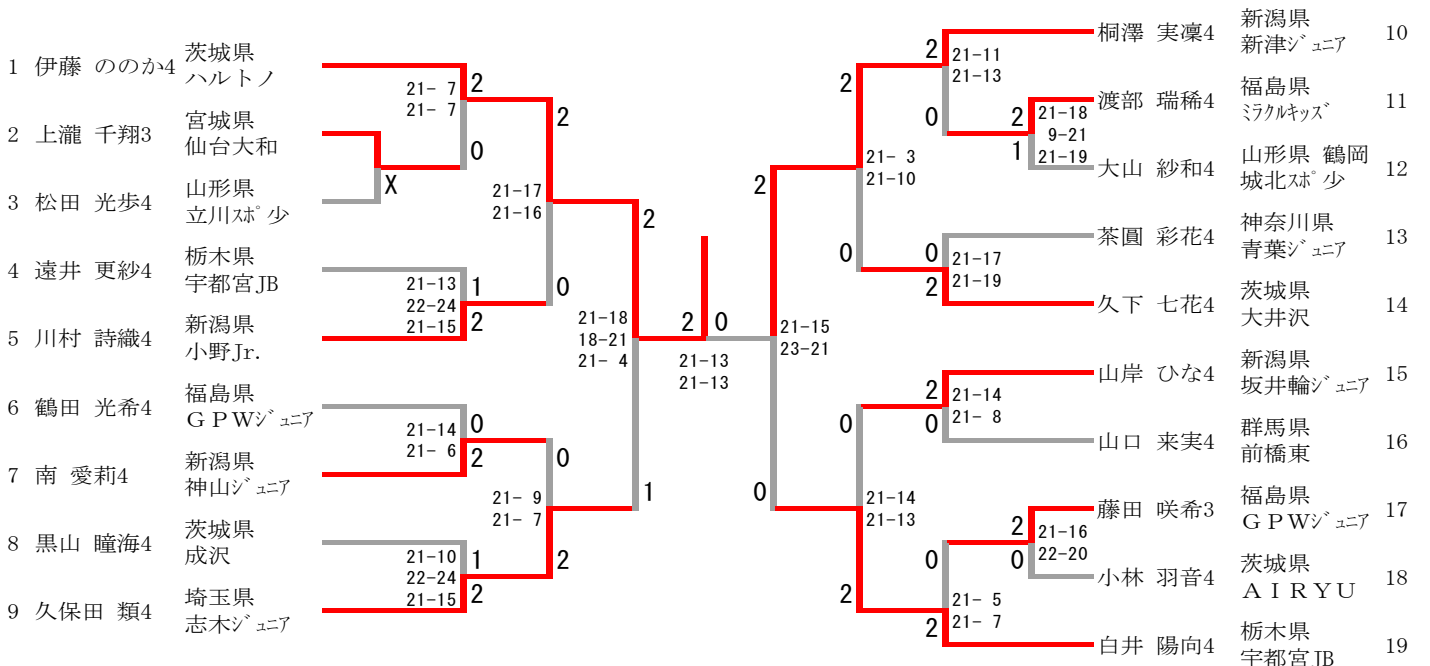 1 伊藤 ののか4 茨城県
ハルトノ
2 上瀧 千翔3 宮城県
仙台大和
3 松田 光歩4 山形県
立川スポ少
4 遠井 更紗4 栃木県
宇都宮JB
5 川村 詩織4 新潟県
小野Jr.
6 鶴田 光希4 福島県
ＧＰＷジュニア
7 南 愛莉4 新潟県
神山ジュニア
8 黒山 瞳海4 茨城県
成沢
9 久保田 類4 埼玉県
志木ジュニア
21- 7
21- 7
2
0
X
21-13
22-24
21-15
1
2
21-14
21- 6
0
2
21-10
22-24
21-15
1
2
2
21-17
21-16
0
0
21- 9
21- 7
2
2
21-18
18-21
21- 4
1
2 0
21-13
21-13
2
21-15
23-21
0
2
21- 3
21-10
0
0
21-14
21-13
2
2
21-11
21-13
0
2
21-18
9-21
21-19
1
0
21-17
21-19
2
2
21-14
21- 8
0
2
21-16
22-20
0
0
21- 5
21- 7
2
桐澤 実凜4 新潟県
新津ジュニア 10
渡部 瑞稀4 福島県
ミラクルキッズ 11
大山 紗和4 山形県 鶴岡
城北スポ少 12
茶圓 彩花4 神奈川県
青葉ジュニア 13
久下 七花4 茨城県
大井沢 14
山岸 ひな4 新潟県
坂井輪ジュニア 15
山口 来実4 群馬県
前橋東 16
藤田 咲希3 福島県
ＧＰＷジュニア 17
小林 羽音4 茨城県
ＡＩＲＹＵ 18
白井 陽向4 栃木県
宇都宮JB 19